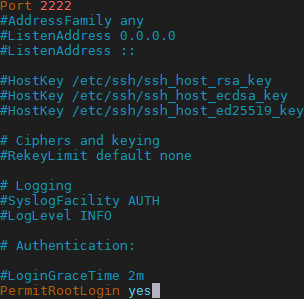 Port 2222
#AddressFamily any
#ListenAddress 0.0.0.0
#ListenAddress ::
#HostKey /etc/ssh/ssh_host_rsa_key
#HostKey /etc/ssh/ssh_host_ecdsa_key
#HostKey /etc/ssh/ssh_host_ed25519_key
# Ciphers and keying
#RekeyLimit default none
# Logging
#SyslogFacility AUTH
#LogLevel INFO
# Authentication:
#LoginGraceTime 2m
PermitRootLogin yes